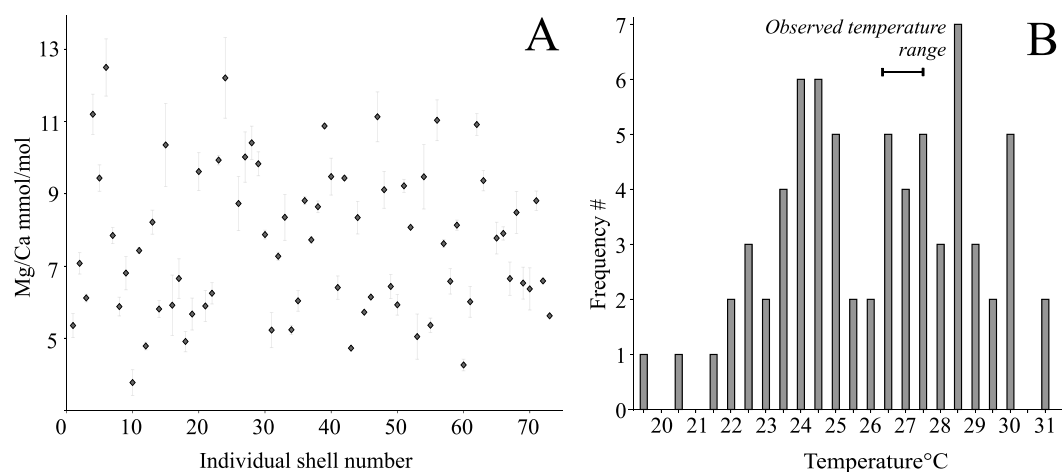 A
Mg/Ca mmol/mol
13
11
9
7
5
0 10 20 30 40 50 60 70
Individual shell number
B
Observed temperature
range
Frequency #
7
6
5
4
3
2
1
0
20 21 22 23 24 25 26 27 28 29 30 31
Temperature°C